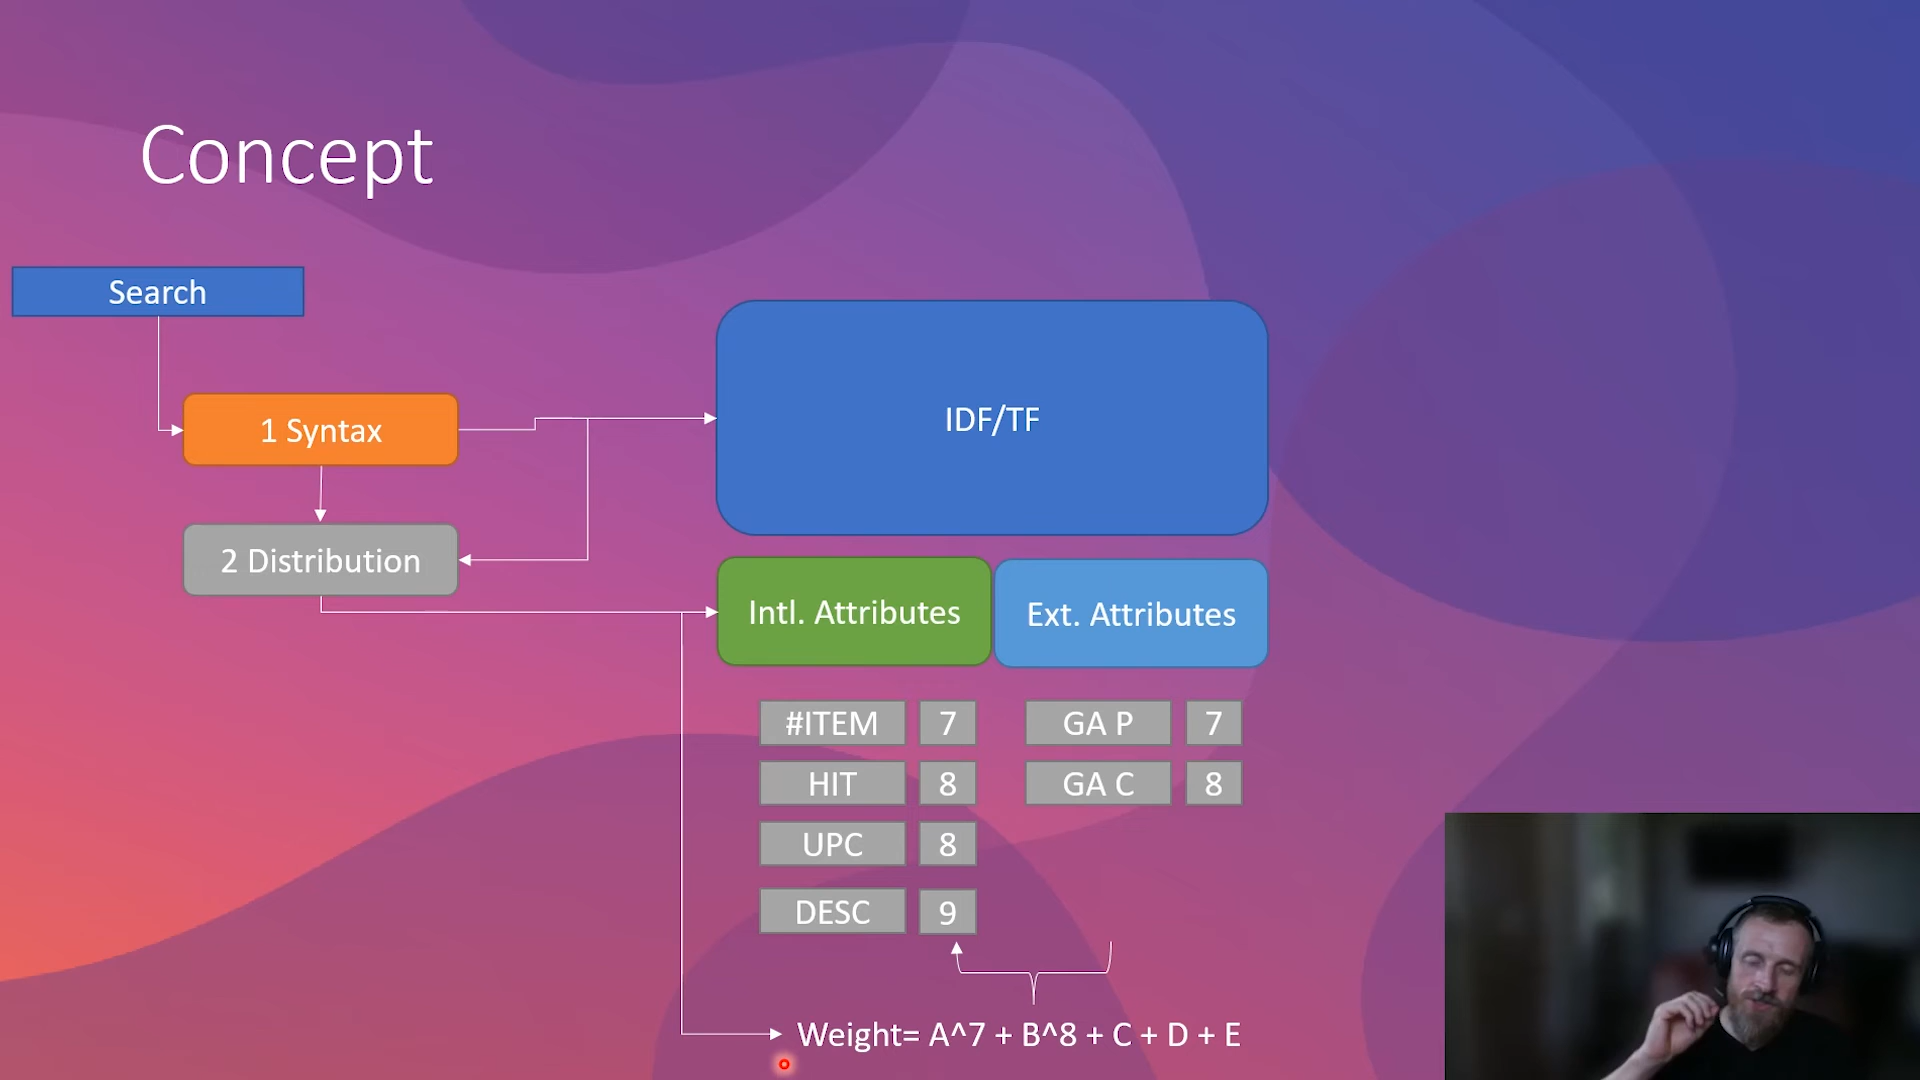 Concept
Search
1 Syntax
2 Distribution
IDF/TF
Intl. Attributes
Ext. Attributes
#ITEM 7
GA P 7
HIT 8
GA C 8
UPC 8
DESC 9
Weight= A^7 + B^8 + C + D + E